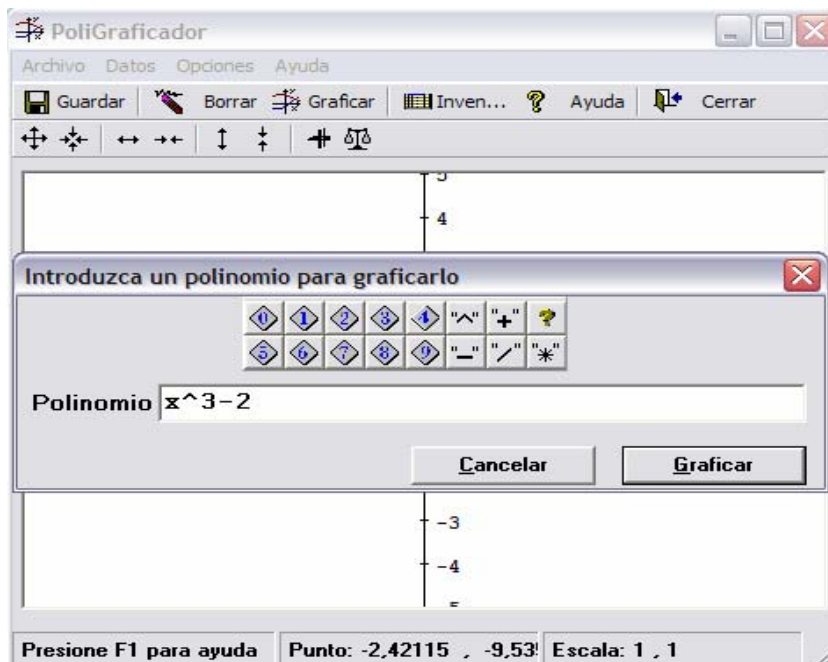 PoliGraficador
Archivo Datos Opciones Ayuda
Guardar Borrar Graficar Inven... ? Ayuda Cerrar
5
4
Introduzca un polinomio para graficarlo
0 1 2 3 4 "^" "+" ?
5 6 7 8 9 "-" "/" "*"
Polinomio x^3-2
Cancelar Graficar
-3
-4
Presione F1 para ayuda Punto: -2,42115 , -9,53 Escala: 1 , 1